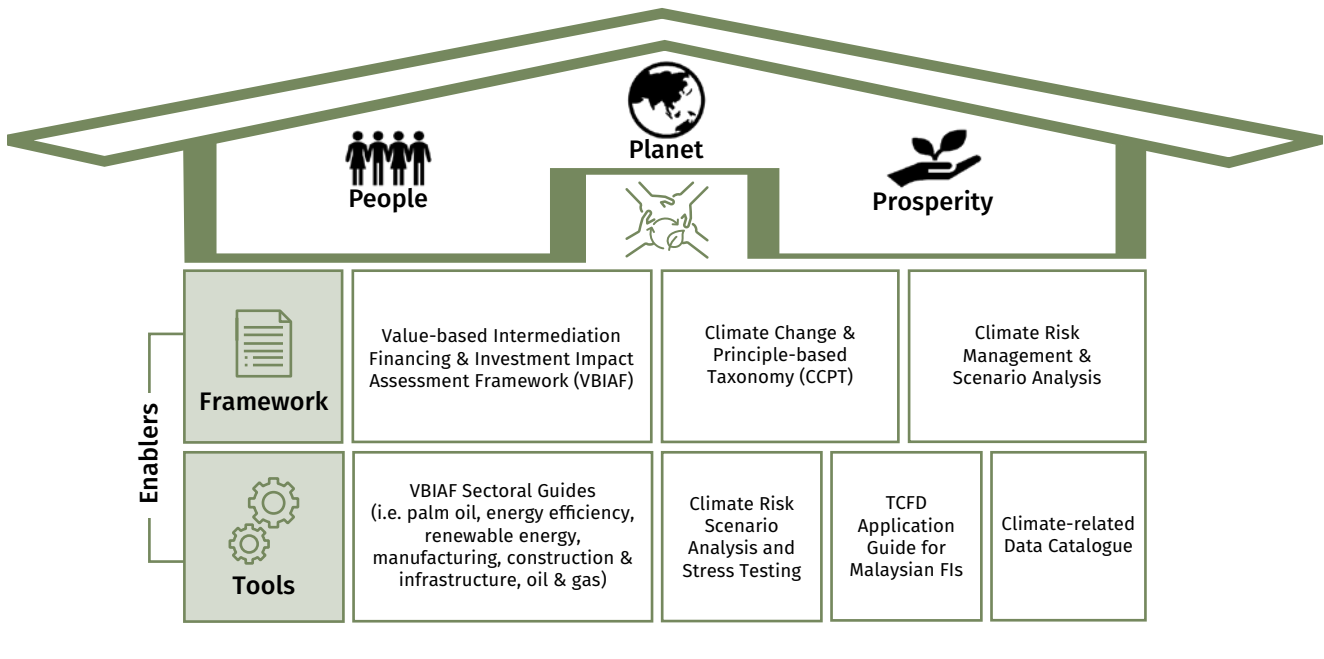 Planet
People
Prosperity
Enablers
Framework
Value-based Intermediation
Financing & Investment Impact
Assessment Framework (VBIAF)
Climate Change &
Principle-based
Taxonomy (CCPT)
Climate Risk
Management &
Scenario Analysis
Tools
VBIAF Sectoral Guides
(i.e. palm oil, energy efficiency,
renewable energy,
manufacturing, construction &
infrastructure, oil & gas)
Climate Risk
Scenario
Analysis and
Stress Testing
TCFD
Application
Guide for
Malaysian FIs
Climate-related
Data Catalogue